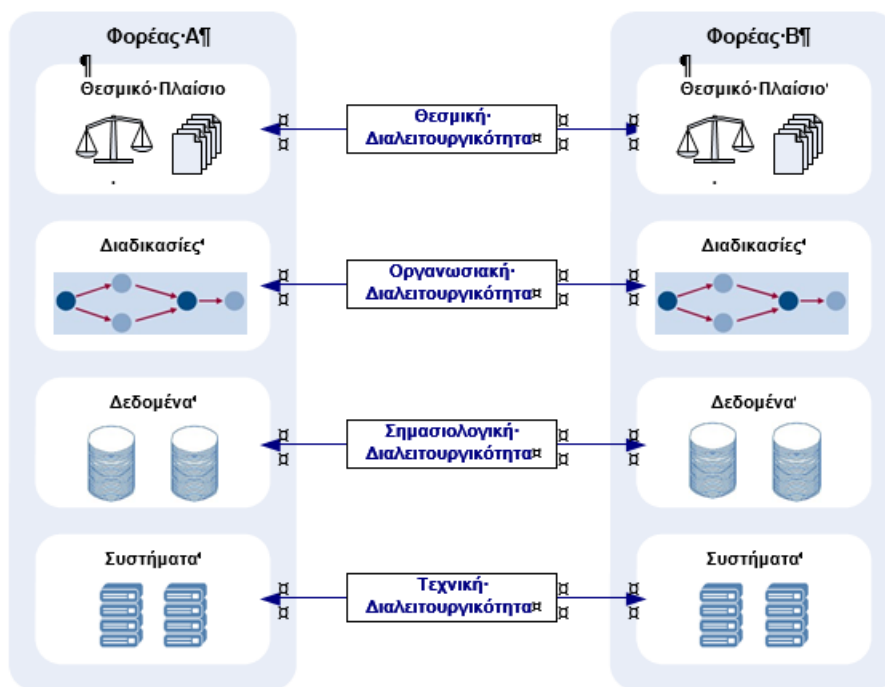 Φορέας·Α¶
Φορέας·Β¶
¶
Θεσμικό·Πλαίσιο
¶
Θεσμικό·Πλαίσιο
¤
¤
Θεσμική·
Διαλειτουργικότητα¤
¤
¤
¤
¤
Διαδικασίες
Διαδικασίες
¤
¤
Οργανωσιακή·
Διαλειτουργικότητα¤
¤
¤
¤
¤
Δεδομένα
Δεδομένα
¤
¤
Σημασιολογική·
Διαλειτουργικότητα¤
¤
¤
¤
¤
Συστήματα
Συστήματα
¤
¤
Τεχνική·
Διαλειτουργικότητα¤
¤
¤
¤
¤